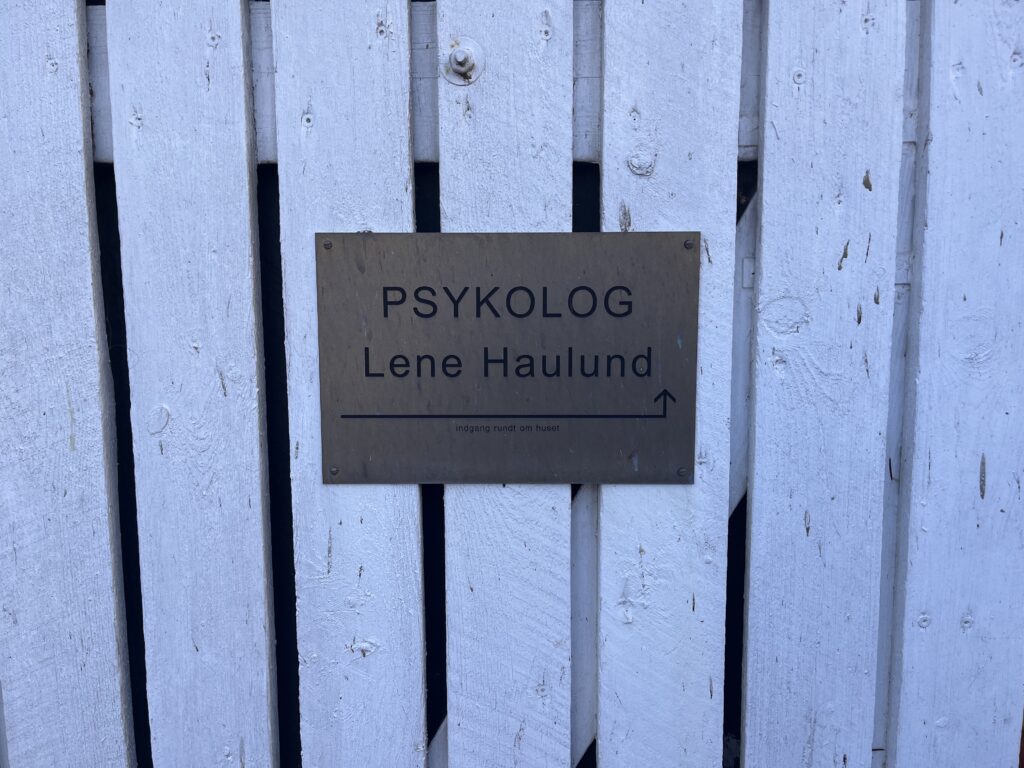 PSYKOLOG
Lene Haulund
indgang rundt om huset